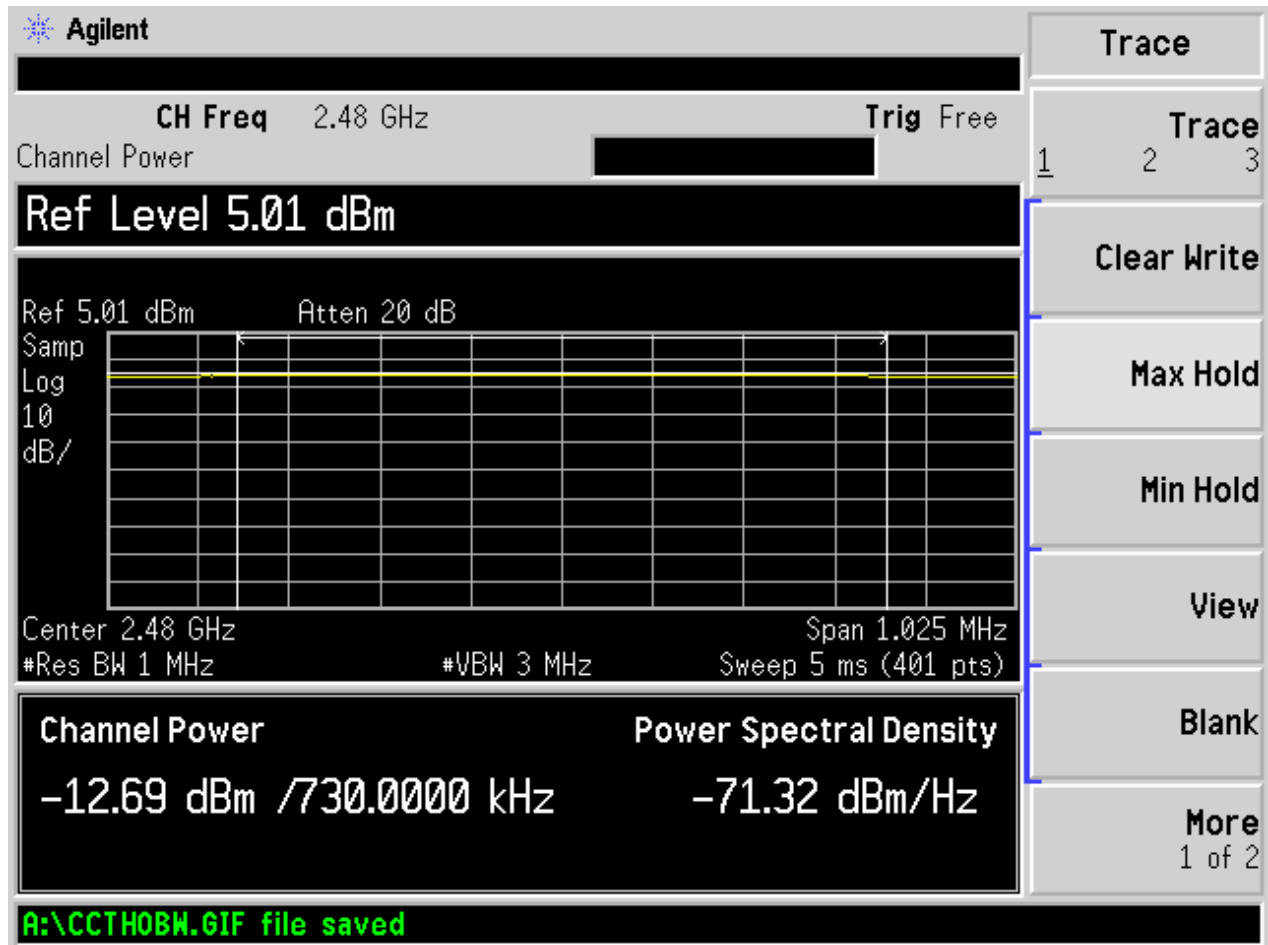 Agilent
Trace
CH Freq 2.48 GHz Trig Free
Channel Power
Trace
1 2 3
Ref Level 5.01 dBm
Clear Write
Ref 5.01 dBm Atten 20 dB
Samp
Log
10
dB/
Max Hold
Min Hold
View
Center 2.48 GHz Span 1.025 MHz
#Res BW 1 MHz #VBW 3 MHz Sweep 5 ms (401 pts)
Channel Power Power Spectral Density
-12.69 dBm /730.0000 kHz -71.32 dBm/Hz
Blank
More
1 of 2
A:\CCTHOBW.GIF file saved